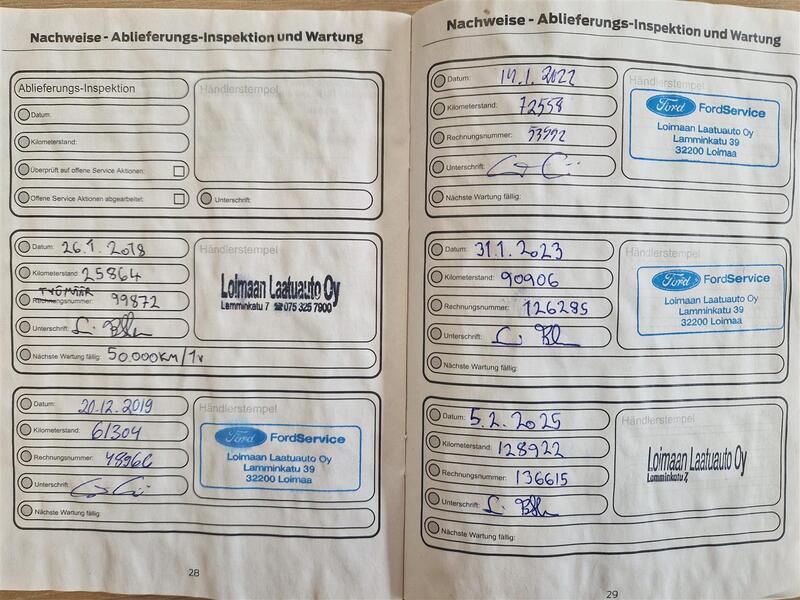 Nachweise - Ablieferungs-Inspektion und Wartung
Ablieferungs-Inspektion
Händlerstempel
Datum:
Kilometerstand:
Überprüft auf offene Service Aktionen:
Offene Service Aktionen abgearbeitet:
Unterschrift:
Datum: 26.1.2018
Händlerstempel
Kilometerstand: 25864
TYÖMÄÄR
Rechnungsnummer: 99872
Loimaan Laatuauto Oy
Lamminkatu 7 ☎ 075 325 7900
Unterschrift:
Nächste Wartung fällig: 50.000KM/1v
Datum: 20.12.2019
Händlerstempel
Kilometerstand: 61304
Rechnungsnummer: 48966
Ford FordService
Loimaan Laatuauto Oy
Lamminkatu 39
32200 Loimaa
Unterschrift:
Nächste Wartung fällig:
28
Nachweise - Ablieferungs-Inspektion und Wartung
Datum: 14.1.2022
Händlerstempel
Kilometerstand: 72558
Rechnungsnummer: 53992
Ford FordService
Loimaan Laatuauto Oy
Lamminkatu 39
32200 Loimaa
Unterschrift:
Nächste Wartung fällig:
Datum: 31.1.2023
Händlerstempel
Kilometerstand: 90906
Rechnungsnummer: 126285
Ford FordService
Loimaan Laatuauto Oy
Lamminkatu 39
32200 Loimaa
Unterschrift:
Nächste Wartung fällig:
Datum: 5.2.2025
Händlerstempel
Kilometerstand: 128922
Rechnungsnummer: 136615
Loimaan Laatuauto Oy
Lamminkatu 7,
Unterschrift:
Nächste Wartung fällig:
29